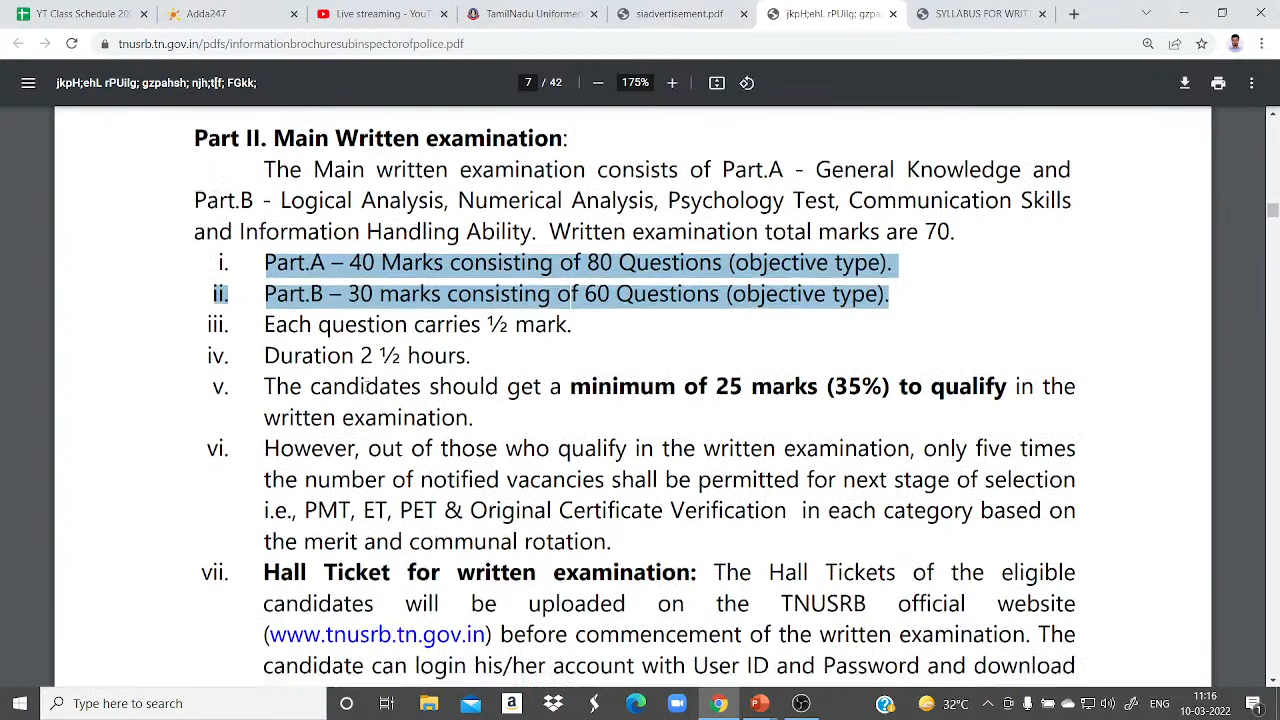 YT Class Schedule 202
Adda247
Live streaming - YouT
TamilNadu Uniformed
siadvertisement.pdf
jkpH;ehL rPUilg; gzpa
SYLLABUS FOR WRIT
tnusrb.tn.gov.in/pdfs/informationbrochuresubinspectorofpolice.pdf
jkpH;ehL rPUilg; gzpahsh; njh;t[f; FGkk;
7 / 42
175%
Part II. Main Written examination:
The Main written examination consists of Part.A - General Knowledge and
Part.B - Logical Analysis, Numerical Analysis, Psychology Test, Communication Skills
and Information Handling Ability. Written examination total marks are 70.
i. Part.A – 40 Marks consisting of 80 Questions (objective type).
ii. Part.B – 30 marks consisting of 60 Questions (objective type).
iii. Each question carries ½ mark.
iv. Duration 2 ½ hours.
v. The candidates should get a minimum of 25 marks (35%) to qualify in the
written examination.
vi. However, out of those who qualify in the written examination, only five times
the number of notified vacancies shall be permitted for next stage of selection
i.e., PMT, ET, PET & Original Certificate Verification in each category based on
the merit and communal rotation.
vii. Hall Ticket for written examination: The Hall Tickets of the eligible
candidates will be uploaded on the TNUSRB official website
(www.tnusrb.tn.gov.in) before commencement of the written examination. The
candidate can login his/her account with User ID and Password and download
Type here to search
32°C
ENG
11:16
10-03-2022